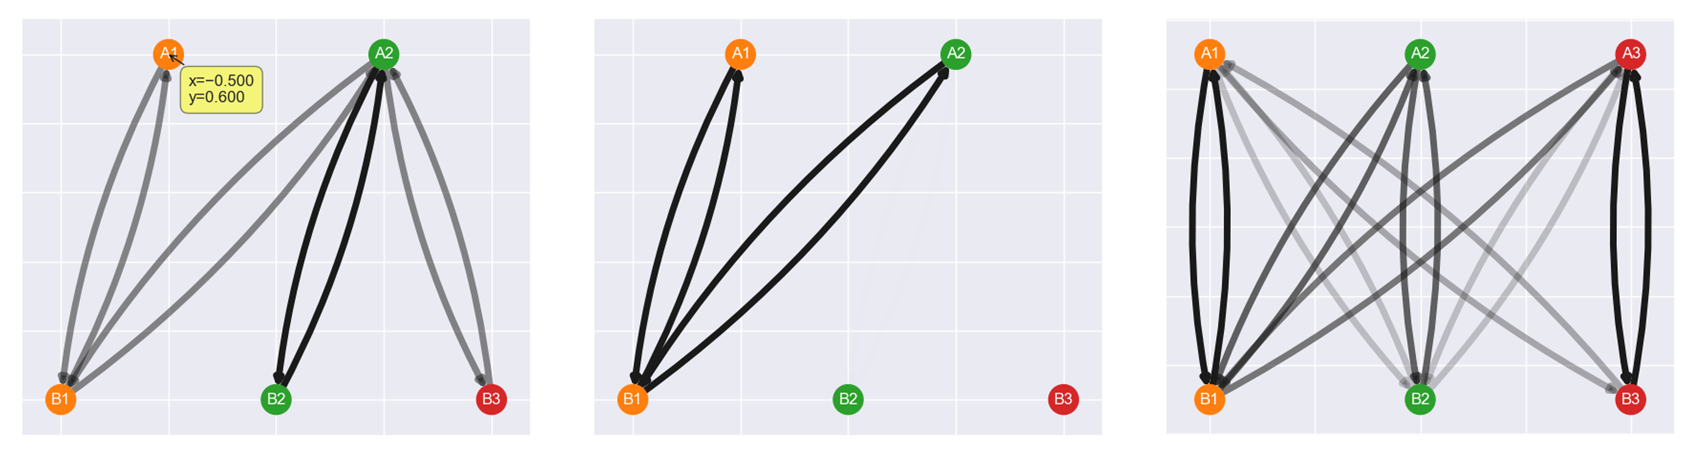 A1 A2
x=−0.500
y=0.600
B1 B2 B3
A1 A2
B1 B2 B3
A1 A2 A3
B1 B2 B3